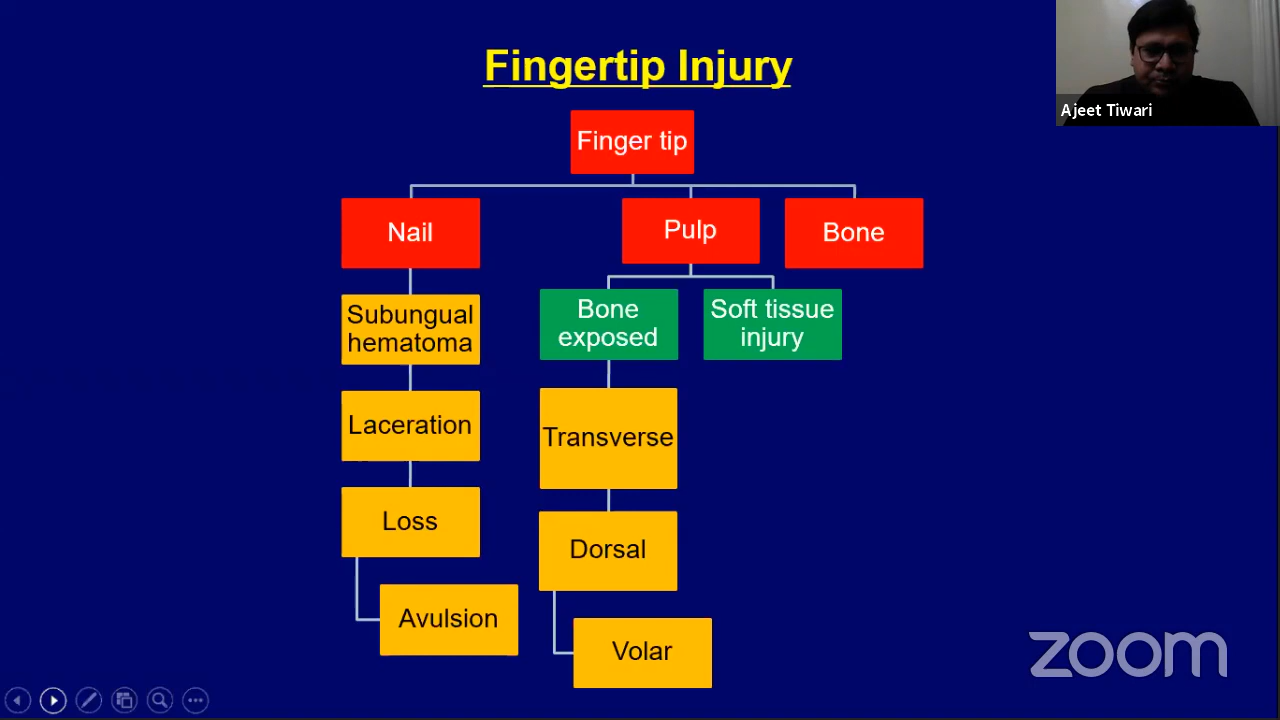 Fingertip Injury
Ajeet Tiwari
Finger tip
Nail
Pulp
Bone
Subungual
hematoma
Bone
exposed
Soft tissue
injury
Laceration
Transverse
Loss
Dorsal
Avulsion
Volar
zoom